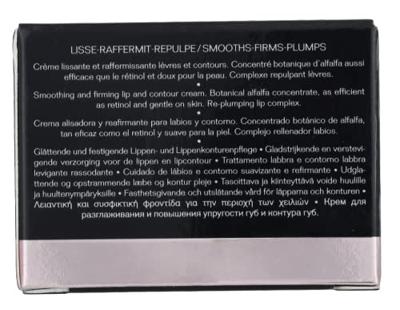 LISSE-RAFFERMIT-REPULPE/SMOOTHS-FIRMS-PLUMPS
Crème lissante et raffermissante lèvres et contours. Concentré botanique d'alfalfa aussi
efficace que le rétinol et doux pour la peau. Complexe repulpant lèvres.
•
Smoothing and firming lip and contour cream. Botanical alfalfa concentrate, as efficient
as retinol and gentle on skin. Re-plumping lip complex.
•
Crema alisadora y reafirmante para labios y contorno. Concentrado botánico de alfalfa,
tan eficaz como el retinol y suave para la piel. Complejo rellenador labios.
•
Glättende und festigende Lippen- und Lippenkonturenpflege • Gladstrijkende en verstevi-
gende verzorging voor de lippen en lipcontour • Trattamento labbra e contorno labbra
levigante rassodante • Cuidado de lábios e contorno suavizante e refirmante • Udglat-
tende og opstrammende læbe og kontur pleje • Tasoittava ja kiinteyttävä voide huulille
ja huultenympäryksille • Fasthetsgivande och utslätande vård för läpparna och konturen •
Λειαντική και συσφικτική φροντίδα για την περιοχή των χειλιών • Крем для
разглаживания и повышения упругости губ и контура губ.